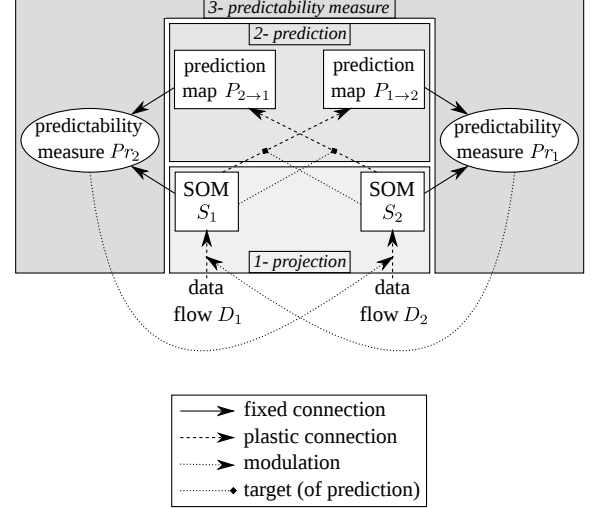 3- predictability measure
2- prediction
prediction
map P₂→₁
prediction
map P₁→₂
predictability
measure Pr₂
predictability
measure Pr₁
SOM
S₁
SOM
S₂
1- projection
data
flow D₁
data
flow D₂
fixed connection
plastic connection
modulation
target (of prediction)